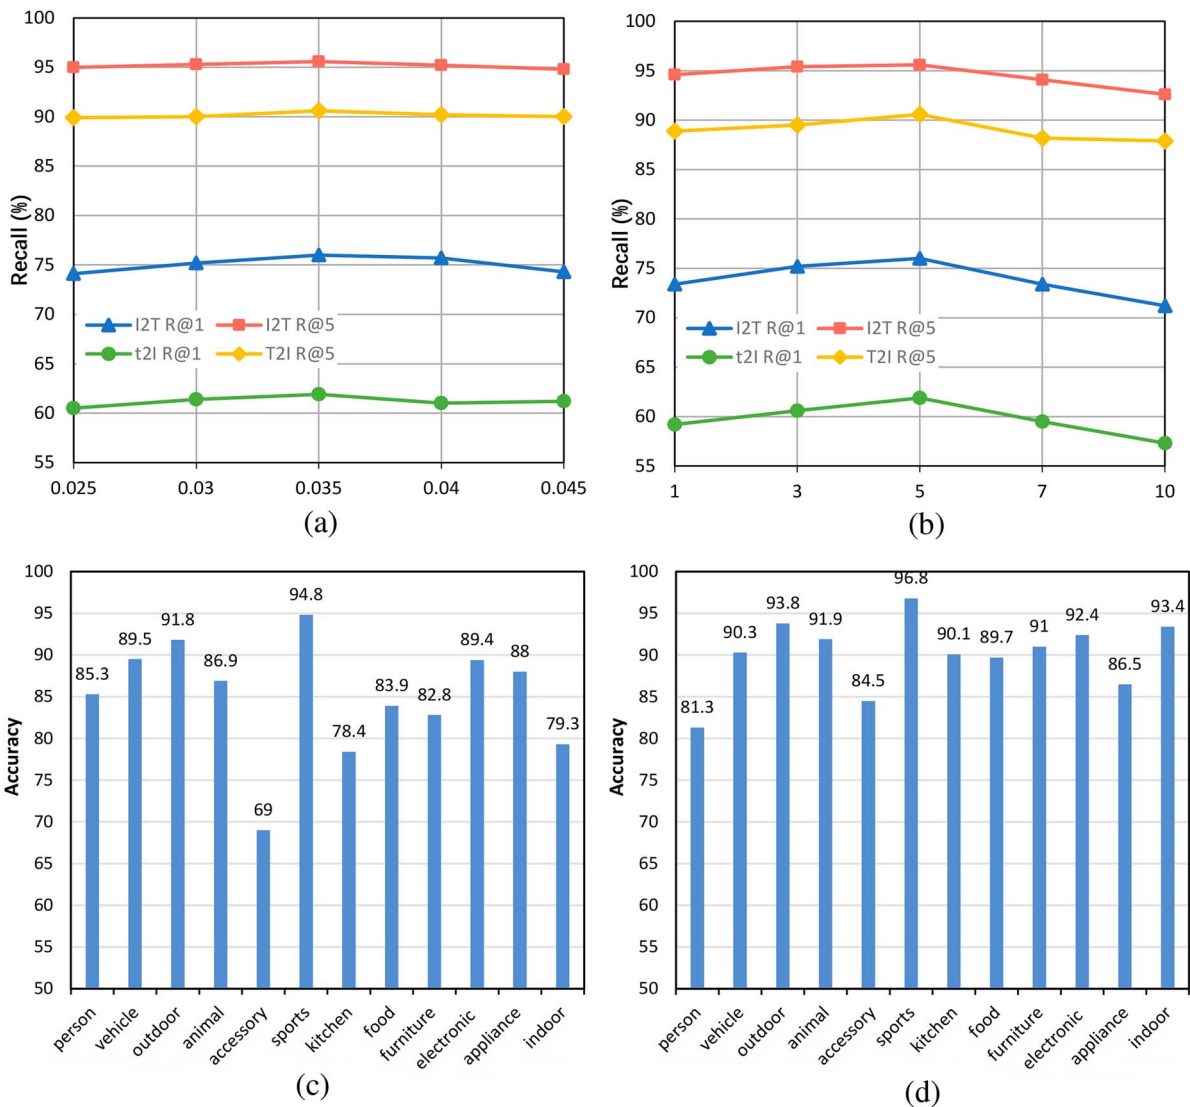 100
95
90
85
80
75
70
65
60
55
Recall (%)
I2T R@1
I2T R@5
t2I R@1
T2I R@5
0.025 0.03 0.035 0.04 0.045
(a)
100
95
90
85
80
75
70
65
60
55
Recall (%)
I2T R@1
I2T R@5
t2I R@1
T2I R@5
1 3 5 7 10
(b)
100
95
90
85
80
75
70
65
60
55
50
Accuracy
85.3
89.5
91.8
86.9
69
94.8
78.4
83.9
82.8
89.4
88
79.3
person
vehicle
outdoor
animal
accessory
sports
kitchen
food
furniture
electronic
appliance
indoor
(c)
100
95
90
85
80
75
70
65
60
55
50
Accuracy
81.3
90.3
93.8
91.9
84.5
96.8
90.1
89.7
91
92.4
86.5
93.4
person
vehicle
outdoor
animal
accessory
sports
kitchen
food
furniture
electronic
appliance
indoor
(d)